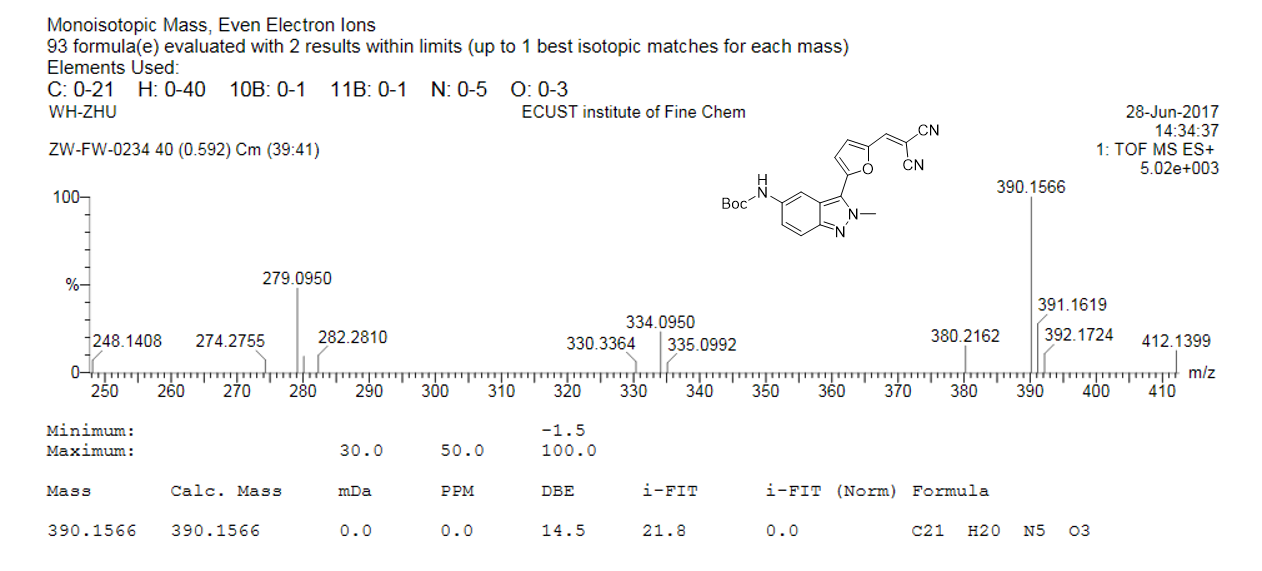 Monoisotopic Mass, Even Electron Ions
93 formula(e) evaluated with 2 results within limits (up to 1 best isotopic matches for each mass)
Elements Used:
C: 0-21 H: 0-40 10B: 0-1 11B: 0-1 N: 0-5 O: 0-3
WH-ZHU ECUST institute of Fine Chem 28-Jun-2017
14:34:37
ZW-FW-0234 40 (0.592) Cm (39:41) 1: TOF MS ES+
5.02e+003
CN
CN
O
H
N
Boc
N
N
100
%
0
248.1408
274.2755
279.0950
282.2810
330.3364
334.0950
335.0992
380.2162
390.1566
391.1619
392.1724
412.1399
m/z
250 260 270 280 290 300 310 320 330 340 350 360 370 380 390 400 410
Minimum: -1.5
Maximum: 30.0 50.0 100.0
Mass Calc. Mass mDa PPM DBE i-FIT i-FIT (Norm) Formula
390.1566 390.1566 0.0 0.0 14.5 21.8 0.0 C21 H20 N5 O3